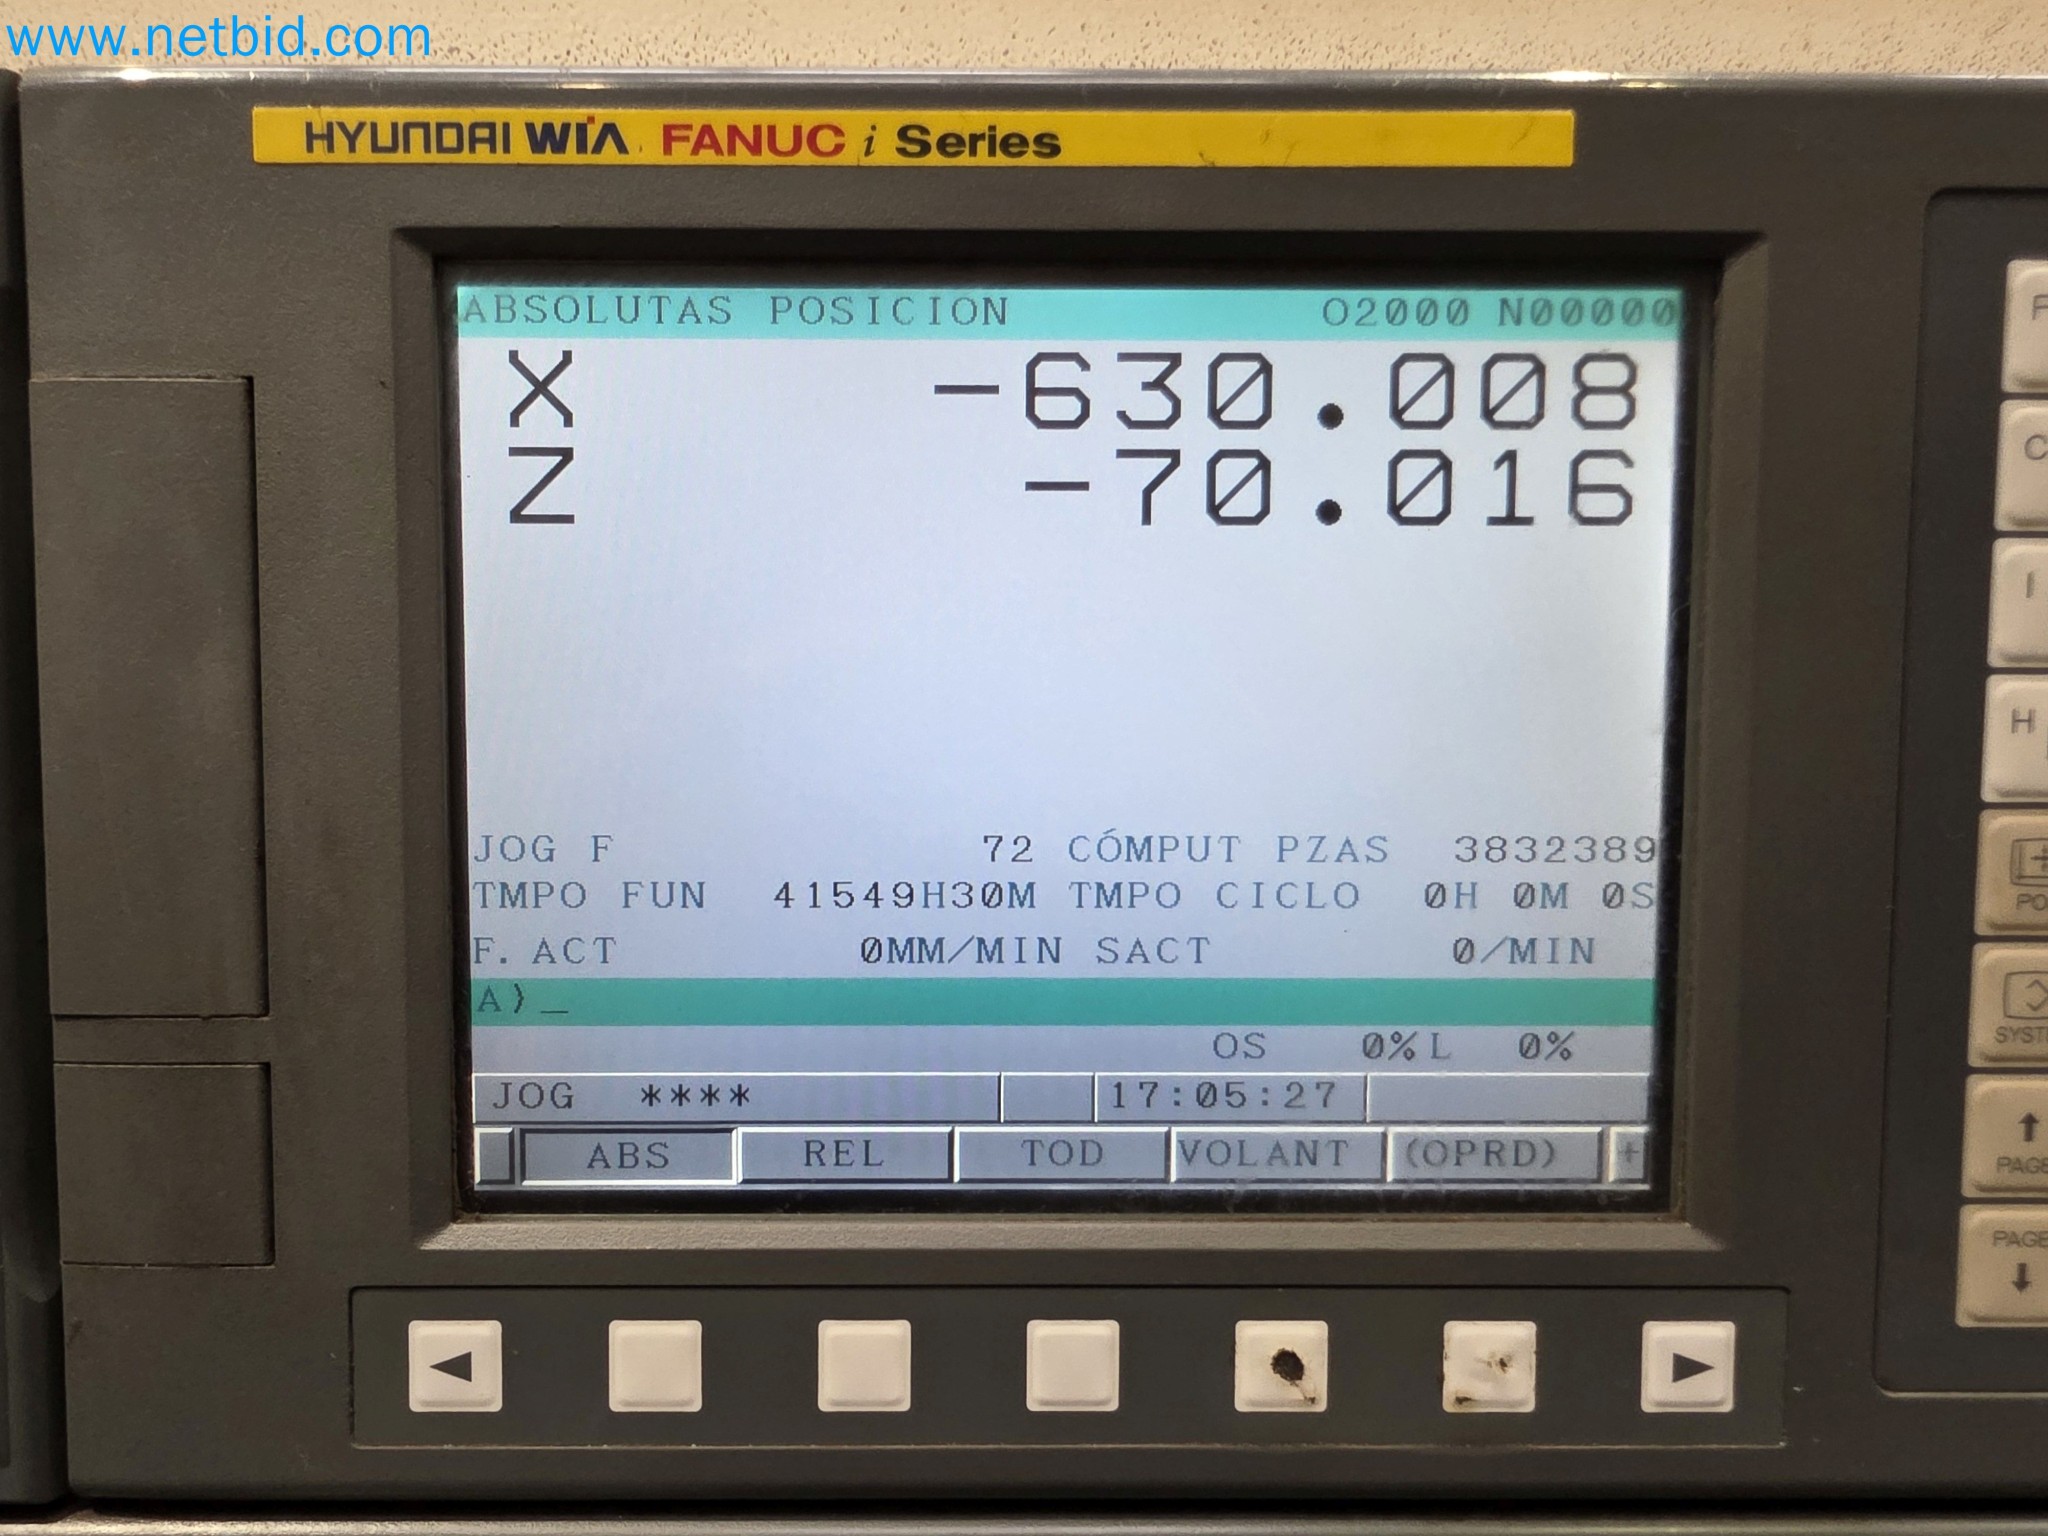 www.netbid.com
HYUNDAI WIA FANUC i Series
ABSOLUTAS POSICION O2000 N00000
X -630.008
Z -70.016
JOG F 72 CÓMPUT PZAS 3832389
TMPO FUN 41549H30M TMPO CICLO 0H 0M 0S
F. ACT 0MM/MIN SACT 0/MIN
A)_
OS 0% L 0%
JOG **** 17:05:27
ABS REL TOD VOLANT (OPRD) +
C
I
H
PAGE
PAGE